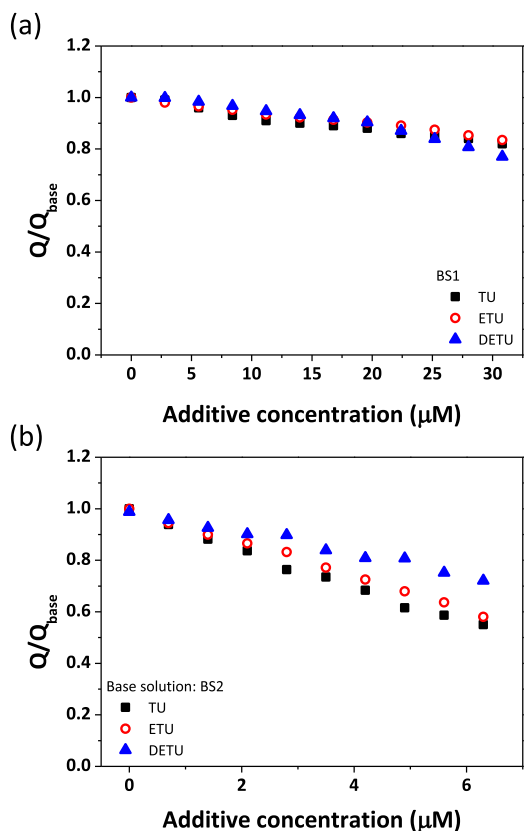 (a)
1.2
1.0
0.8
0.6
0.4
0.2
0.0
Q/Q_base
BS1
TU
ETU
DETU
0 5 10 15 20 25 30
Additive concentration (μM)
(b)
1.2
1.0
0.8
0.6
0.4
0.2
0.0
Q/Q_base
Base solution: BS2
TU
ETU
DETU
0 2 4 6
Additive concentration (μM)